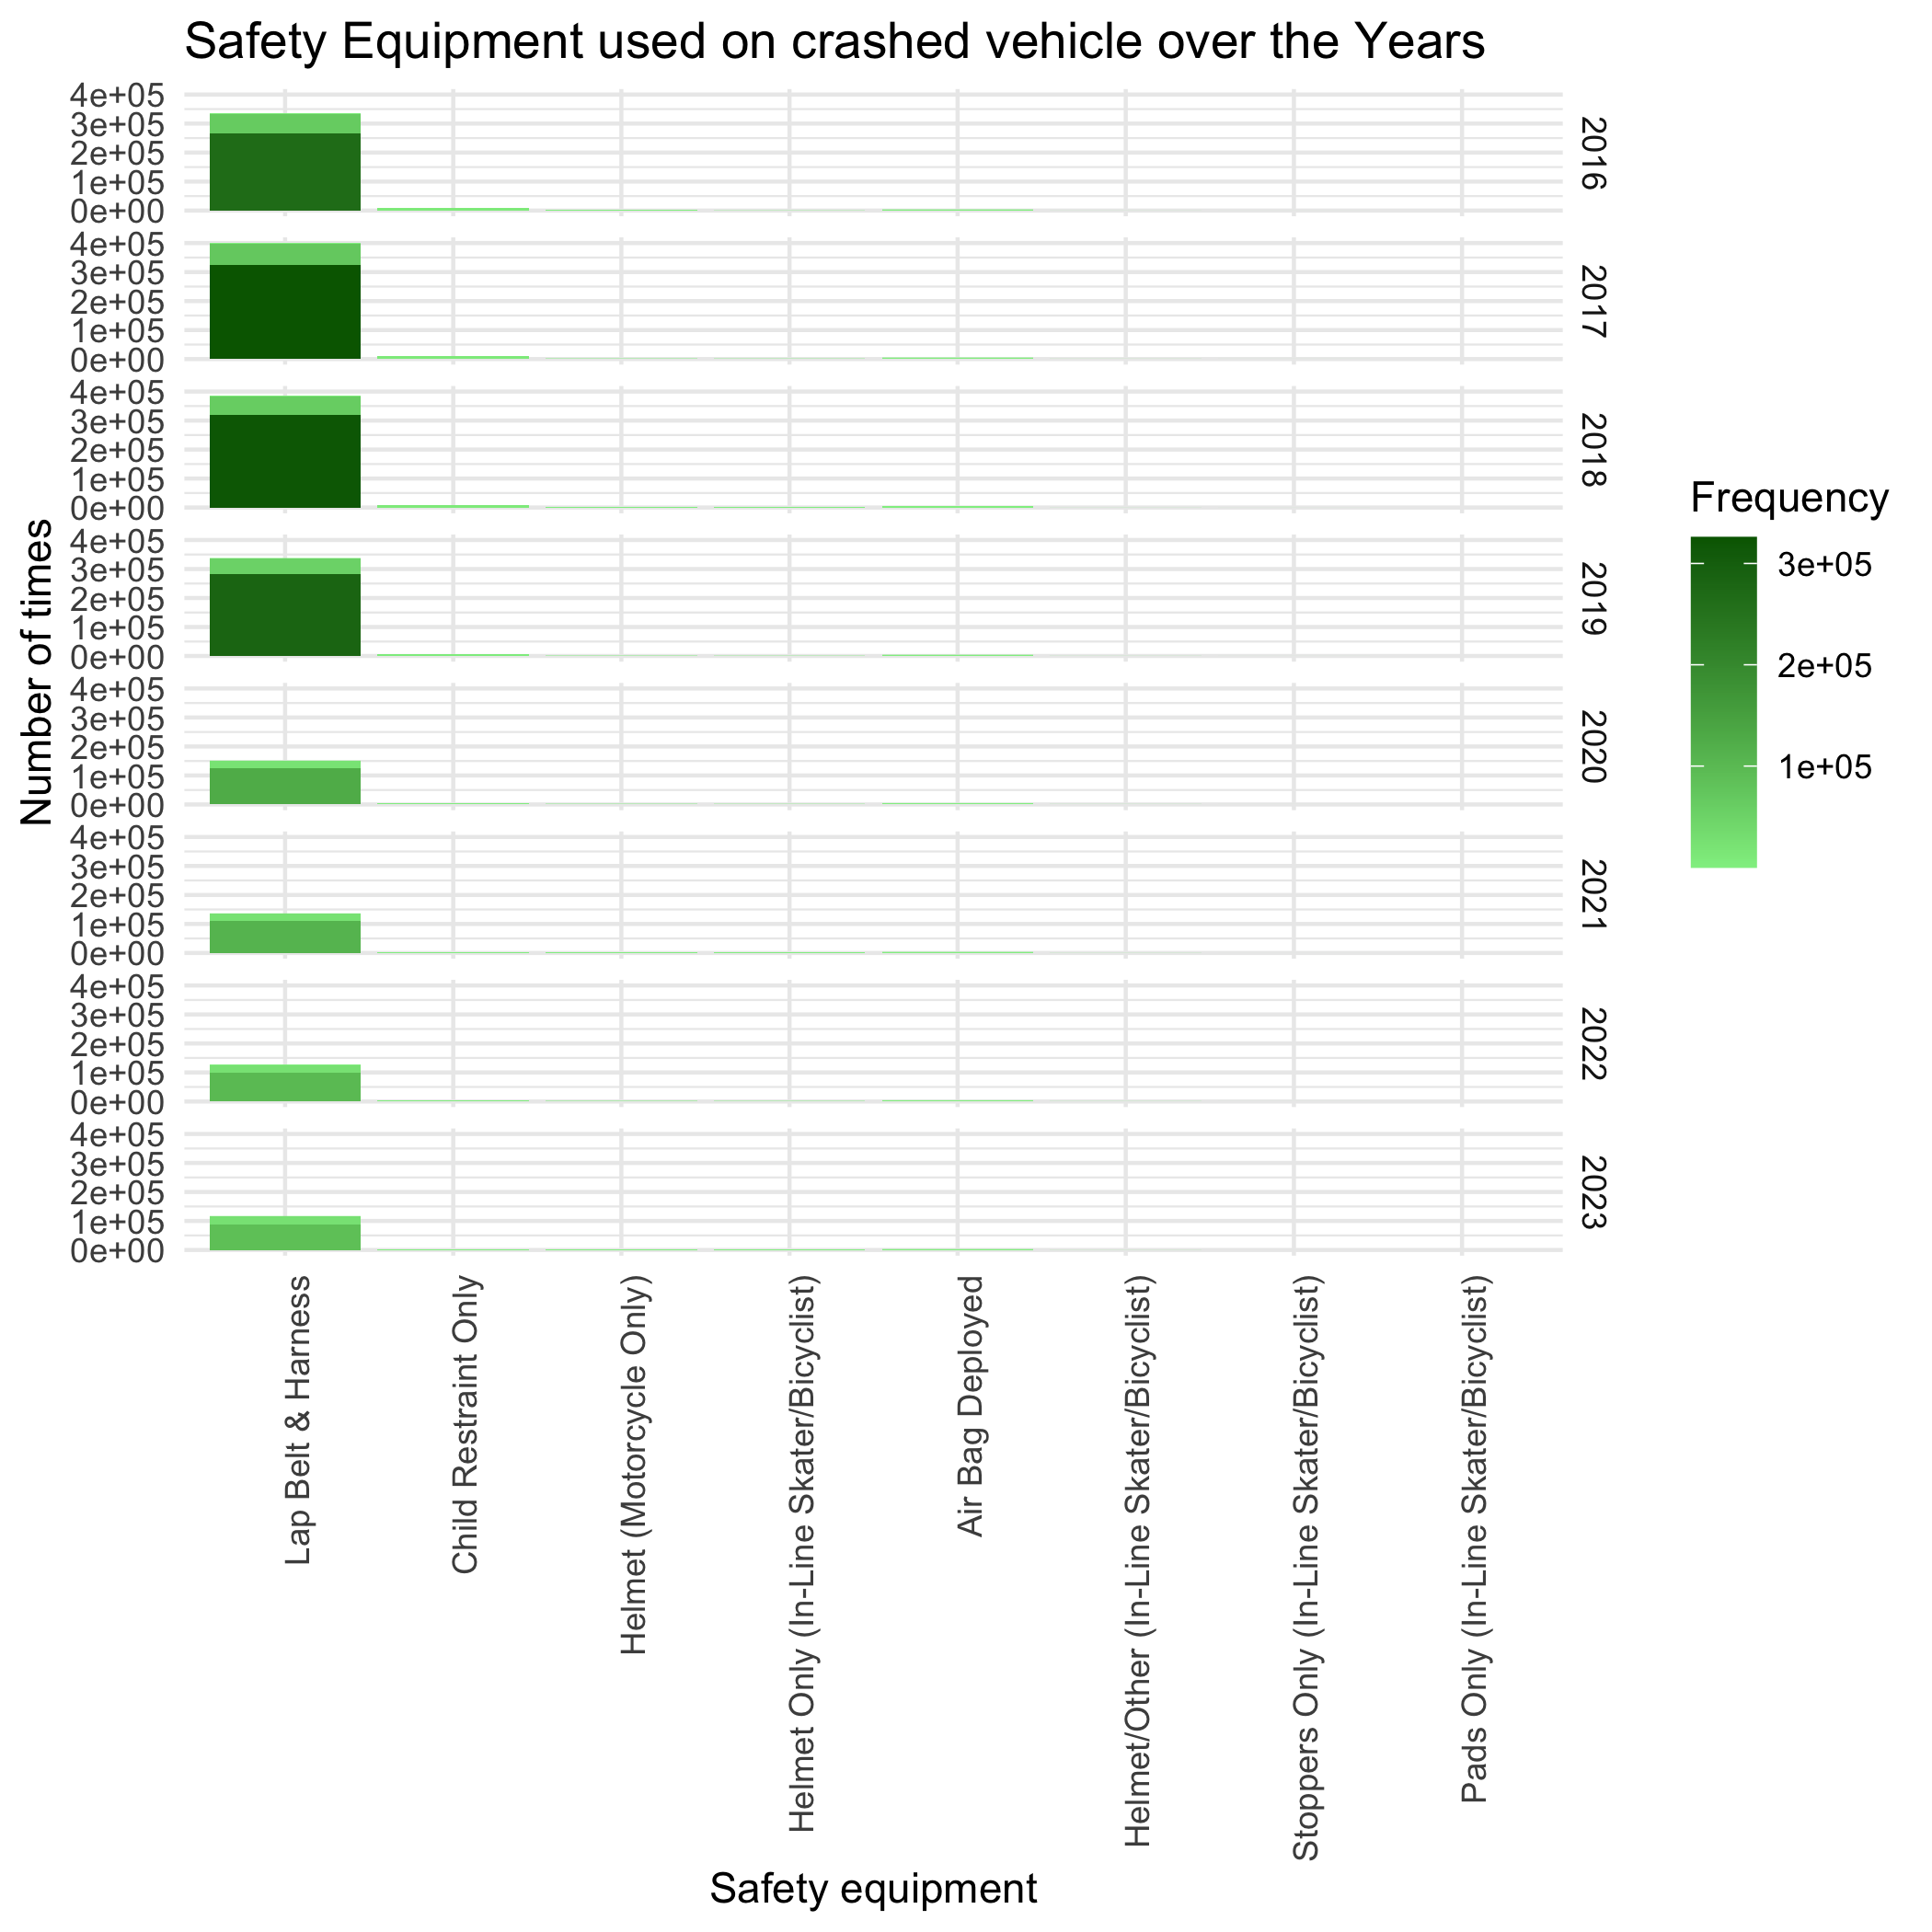 Safety Equipment used on crashed vehicle over the Years
Number of times
4e+05
3e+05
2e+05
1e+05
0e+00
2016
4e+05
3e+05
2e+05
1e+05
0e+00
2017
4e+05
3e+05
2e+05
1e+05
0e+00
2018
4e+05
3e+05
2e+05
1e+05
0e+00
2019
4e+05
3e+05
2e+05
1e+05
0e+00
2020
4e+05
3e+05
2e+05
1e+05
0e+00
2021
4e+05
3e+05
2e+05
1e+05
0e+00
2022
4e+05
3e+05
2e+05
1e+05
0e+00
2023
Lap Belt & Harness
Child Restraint Only
Helmet (Motorcycle Only)
Helmet Only (In-Line Skater/Bicyclist)
Air Bag Deployed
Helmet/Other (In-Line Skater/Bicyclist)
Stoppers Only (In-Line Skater/Bicyclist)
Pads Only (In-Line Skater/Bicyclist)
Safety equipment
Frequency
3e+05
2e+05
1e+05